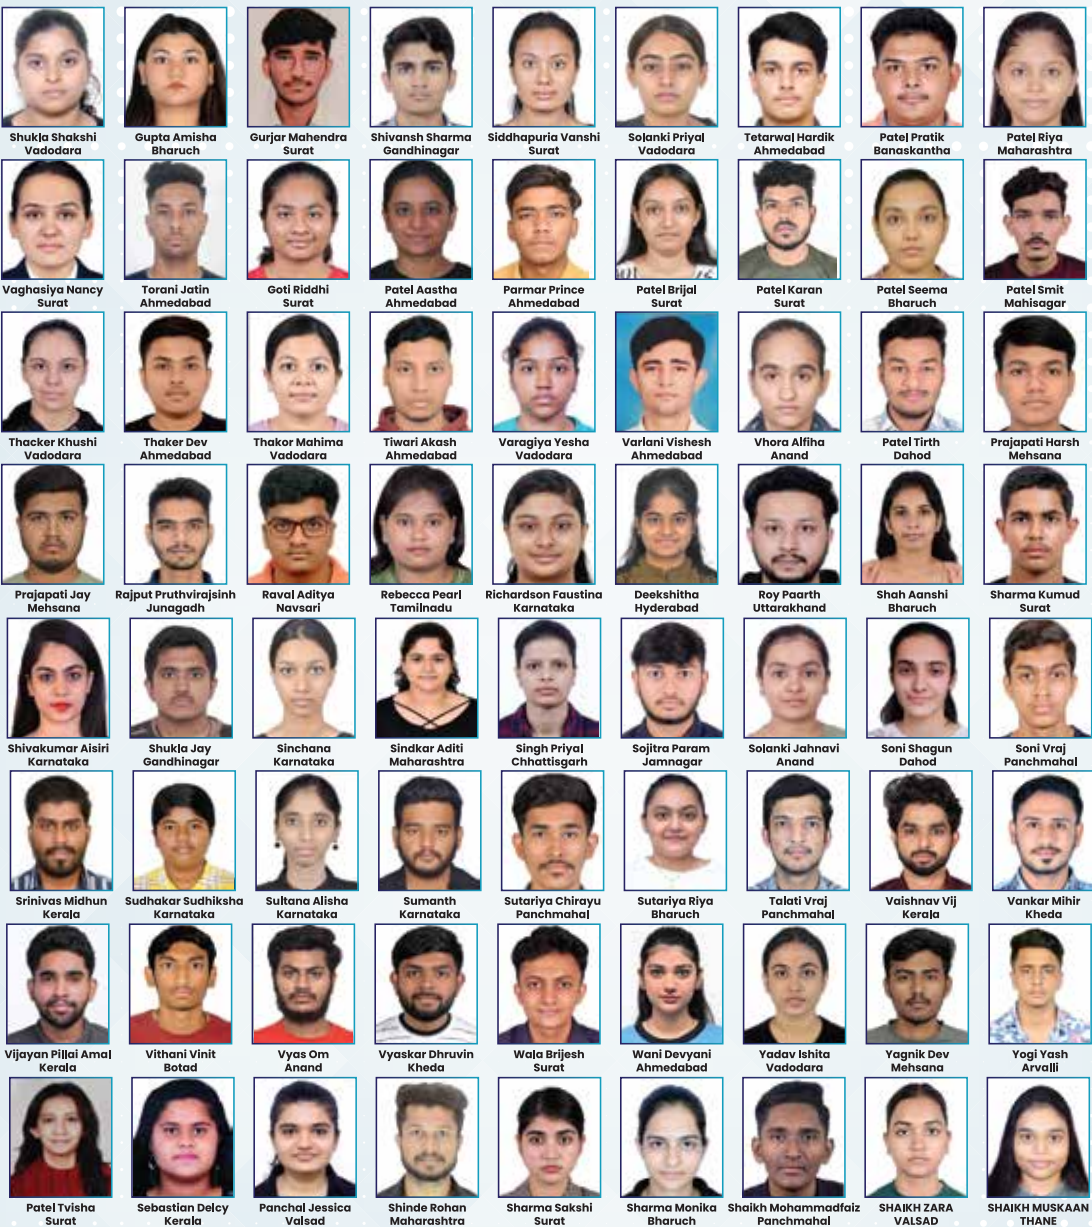 Shukla Shakshi
Vadodara
Gupta Amisha
Bharuch
Gurjar Mahendra
Surat
Shivansh Sharma
Gandhinagar
Siddhapuria Vanshi
Surat
Solanki Priyal
Vadodara
Tetarwal Hardik
Ahmedabad
Patel Pratik
Banaskantha
Patel Riya
Maharashtra
Vaghasiya Nancy
Surat
Torani Jatin
Ahmedabad
Goti Riddhi
Surat
Patel Aastha
Ahmedabad
Parmar Prince
Ahmedabad
Patel Brijal
Surat
Patel Karan
Surat
Patel Seema
Bharuch
Patel Smit
Mahisagar
Thacker Khushi
Vadodara
Thaker Dev
Ahmedabad
Thakor Mahima
Vadodara
Tiwari Akash
Ahmedabad
Varagiya Yesha
Vadodara
Varlani Vishesh
Ahmedabad
Vhora Alfiha
Anand
Patel Tirth
Dahod
Prajapati Harsh
Mehsana
Prajapati Jay
Mehsana
Rajput Pruthvirajsinh
Junagadh
Raval Aditya
Navsari
Rebecca Pearl
Tamilnadu
Richardson Faustina
Karnataka
Deekshitha
Hyderabad
Roy Paarth
Uttarakhand
Shah Aanshi
Bharuch
Sharma Kumud
Surat
Shivakumar Aisiri
Karnataka
Shukla Jay
Gandhinagar
Sinchana
Karnataka
Sindkar Aditi
Maharashtra
Singh Priyal
Chhattisgarh
Sojitra Param
Jamnagar
Solanki Jahnavi
Anand
Soni Shagun
Dahod
Soni Vraj
Panchmahal
Srinivas Midhun
Kerala
Sudhakar Sudhiksha
Karnataka
Sultana Alisha
Karnataka
Sumanth
Karnataka
Sutariya Chirayu
Panchmahal
Sutariya Riya
Bharuch
Talati Vraj
Panchmahal
Vaishnav Vij
Kerala
Vankar Mihir
Kheda
Vijayan Pillai Amal
Kerala
Vithani Vinit
Botad
Vyas Om
Anand
Vyaskar Dhruvin
Kheda
Wala Brijesh
Surat
Wani Devyani
Ahmedabad
Yadav Ishita
Vadodara
Yagnik Dev
Mehsana
Yogi Yash
Arvalli
Patel Tvisha
Surat
Sebastian Delcy
Kerala
Panchal Jessica
Valsad
Shinde Rohan
Maharashtra
Sharma Sakshi
Surat
Sharma Monika
Bharuch
Shaikh Mohammadfaiz
Panchmahal
SHAIKH ZARA
VALSAD
SHAIKH MUSKAAN
THANE